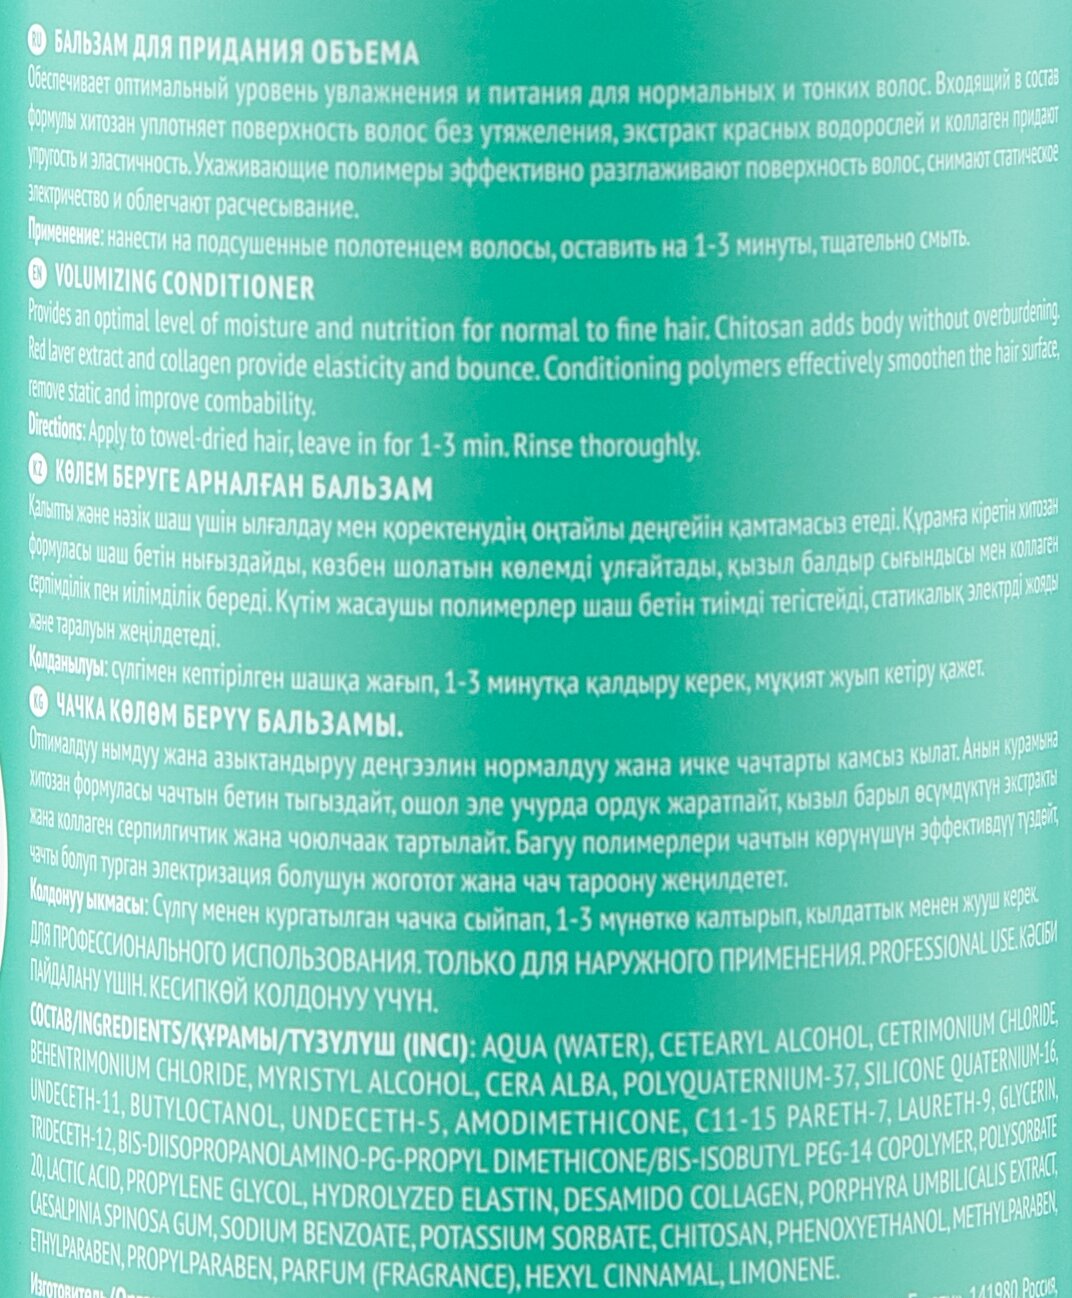 RU БАЛЬЗАМ ДЛЯ ПРИДАНИЯ ОБЪЕМА
Обеспечивает оптимальный уровень увлажнения и питания для нормальных и тонких волос. Входящий в состав
формулы хитозан уплотняет поверхность волос без утяжеления, экстракт красных водорослей и коллаген придают
упругость и эластичность. Ухаживающие полимеры эффективно разглаживают поверхность волос, снимают статическое
электричество и облегчают расчесывание.
Применение: нанести на подсушенные полотенцем волосы, оставить на 1-3 минуты, тщательно смыть.
EN VOLUMIZING CONDITIONER
Provides an optimal level of moisture and nutrition for normal to fine hair. Chitosan adds body without overburdening.
Red laver extract and collagen provide elasticity and bounce. Conditioning polymers effectively smoothen the hair surface,
remove static and improve combability.
Directions: Apply to towel-dried hair, leave in for 1-3 min. Rinse thoroughly.
KZ КӨЛЕМ БЕРУГЕ АРНАЛҒАН БАЛЬЗАМ
Қалыпты және нәзік шаш үшін ылғалдау мен қоректенудің оңтайлы деңгейін қамтамасыз етеді. Құрамға кіретін хитозан
формуласы шаш бетін нығыздайды, көзбен шолатын көлемді ұлғайтады, қызыл балдыр сығындысы мен коллаген
серпімділік пен иілімділік береді. Күтім жасаушы полимерлер шаш бетін тиімді тегістейді, статикалық электрді жояды
және таралуын жеңілдетеді.
Қолданылуы: сүлгімен кептірілген шашқа жағып, 1-3 минутқа қалдыру керек, мұқият жуып кетіру қажет.
KG ЧАЧКА КӨЛӨМ БЕРҮҮ БАЛЬЗАМЫ.
Отпималдуу нымдуу жана азыктандыруу деңгээлин нормалдуу жана ичке чачтарты камсыз кылат. Анын курамына
хитозан формуласы чачтын бетин тыгыздайт, ошол эле учурда ордук жаратпайт, кызыл барыл өсүмдүктүн экстракты
жана коллаген серпилгичтик жана чоюлчаак тартылайт. Багуу полимерлери чачтын көрүнүшүн эффективдүү түздөйт,
чачты болуп турган электризация болушун жоготот жана чач тароону жеңилдетет.
Колдонуу ыкмасы: Сүлгү менен кургатылган чачка сыйпап, 1-3 мүнөткө калтырып, кылдаттык менен жууш керек.
ДЛЯ ПРОФЕССИОНАЛЬНОГО ИСПОЛЬЗОВАНИЯ. ТОЛЬКО ДЛЯ НАРУЖНОГО ПРИМЕНЕНИЯ. PROFESSIONAL USE. КӘСІБИ
ПАЙДАЛАНУ ҮШІН. КЕСИПКӨЙ КОЛДОНУУ ҮЧҮН.
СОСТАВ/INGREDIENTS/ҚҰРАМЫ/ТҮЗҮЛҮШ (INCI): AQUA (WATER), CETEARYL ALCOHOL, CETRIMONIUM CHLORIDE,
BEHENTRIMONIUM CHLORIDE, MYRISTYL ALCOHOL, CERA ALBA, POLYQUATERNIUM-37, SILICONE QUATERNIUM-16,
UNDECETH-11, BUTYLOCTANOL, UNDECETH-5, AMODIMETHICONE, C11-15 PARETH-7, LAURETH-9, GLYCERIN,
TRIDECETH-12, BIS-DIISOPROPANOLAMINO-PG-PROPYL DIMETHICONE/BIS-ISOBUTYL PEG-14 COPOLYMER, POLYSORBATE
20, LACTIC ACID, PROPYLENE GLYCOL, HYDROLYZED ELASTIN, DESAMIDO COLLAGEN, PORPHYRA UMBILICALIS EXTRACT,
CAESALPINIA SPINOSA GUM, SODIUM BENZOATE, POTASSIUM SORBATE, CHITOSAN, PHENOXYETHANOL, METHYLPARABEN,
ETHYLPARABEN, PROPYLPARABEN, PARFUM (FRAGRANCE), HEXYL CINNAMAL, LIMONENE.
Изготовитель 141980 Россия,